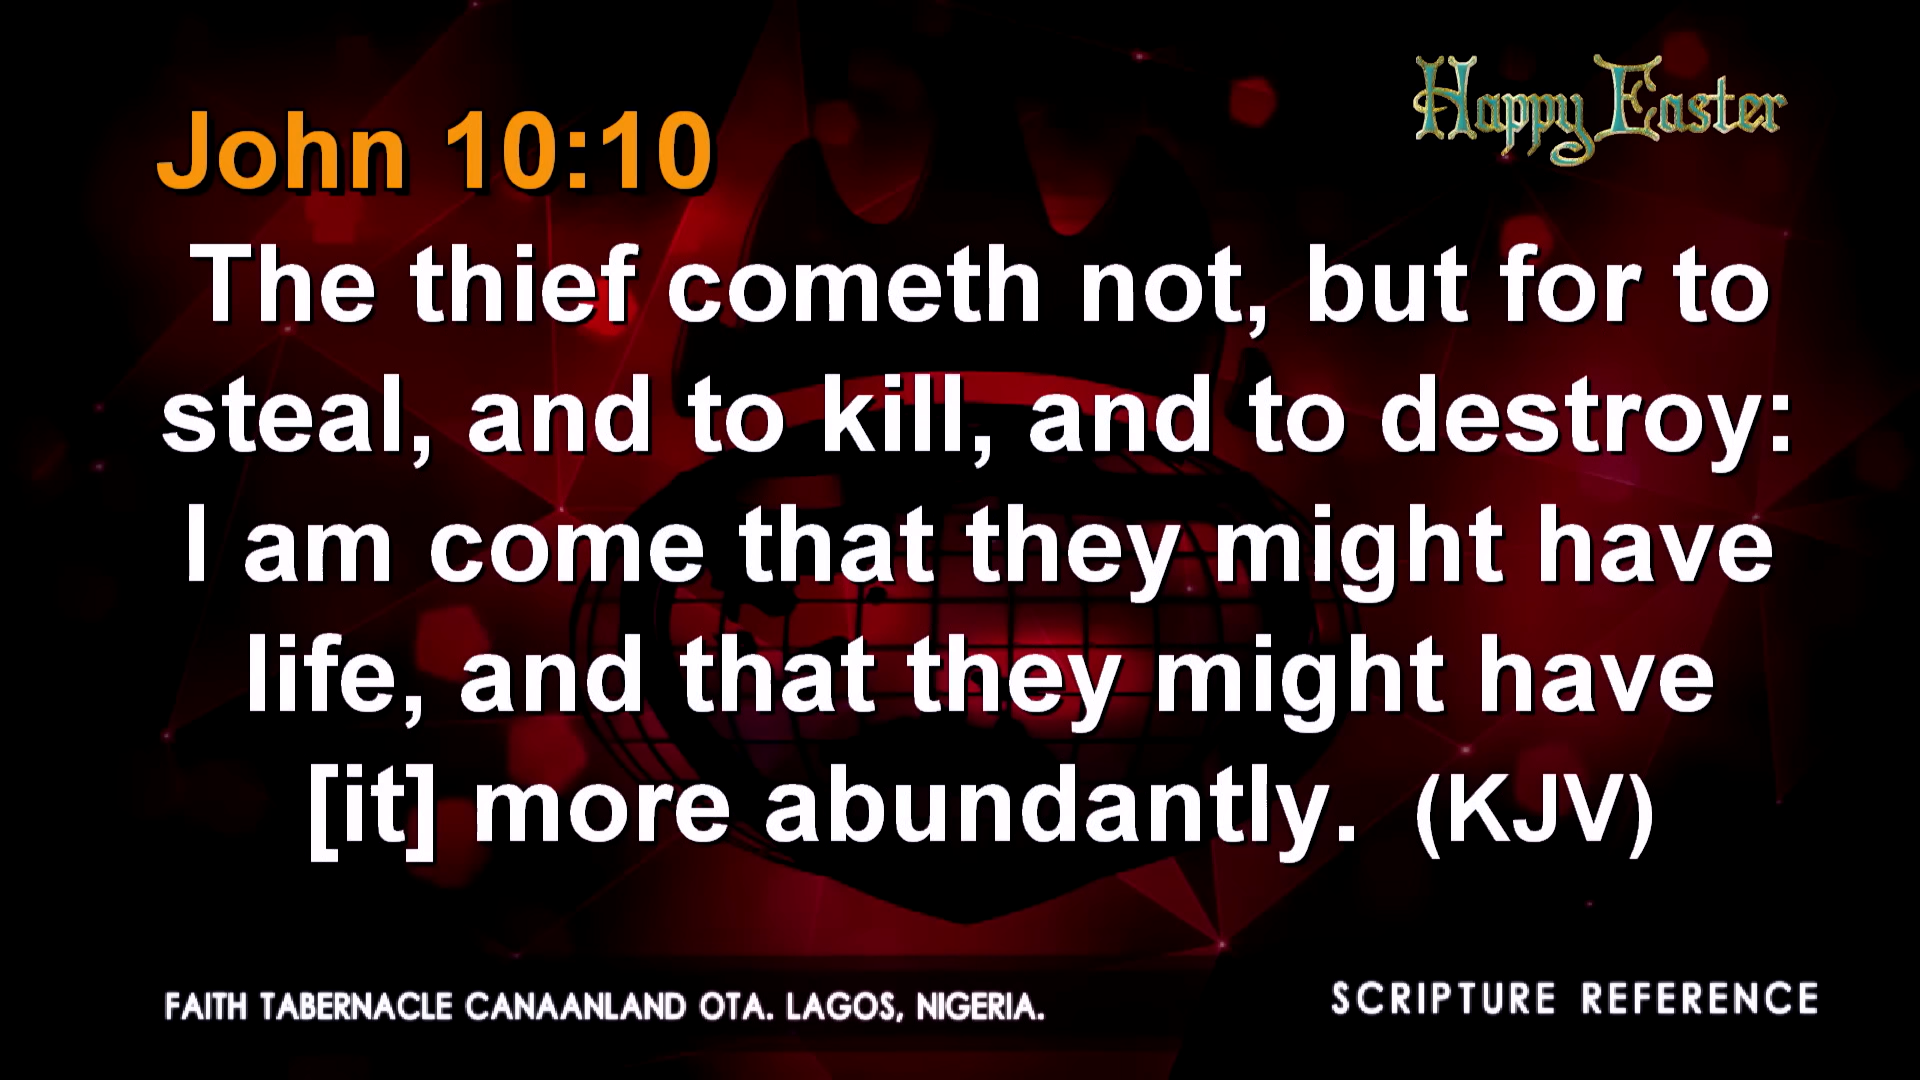 Happy Easter
John 10:10
The thief cometh not, but for to
steal, and to kill, and to destroy:
I am come that they might have
life, and that they might have
[it] more abundantly. (KJV)
FAITH TABERNACLE CANAANLAND OTA. LAGOS, NIGERIA.
SCRIPTURE REFERENCE